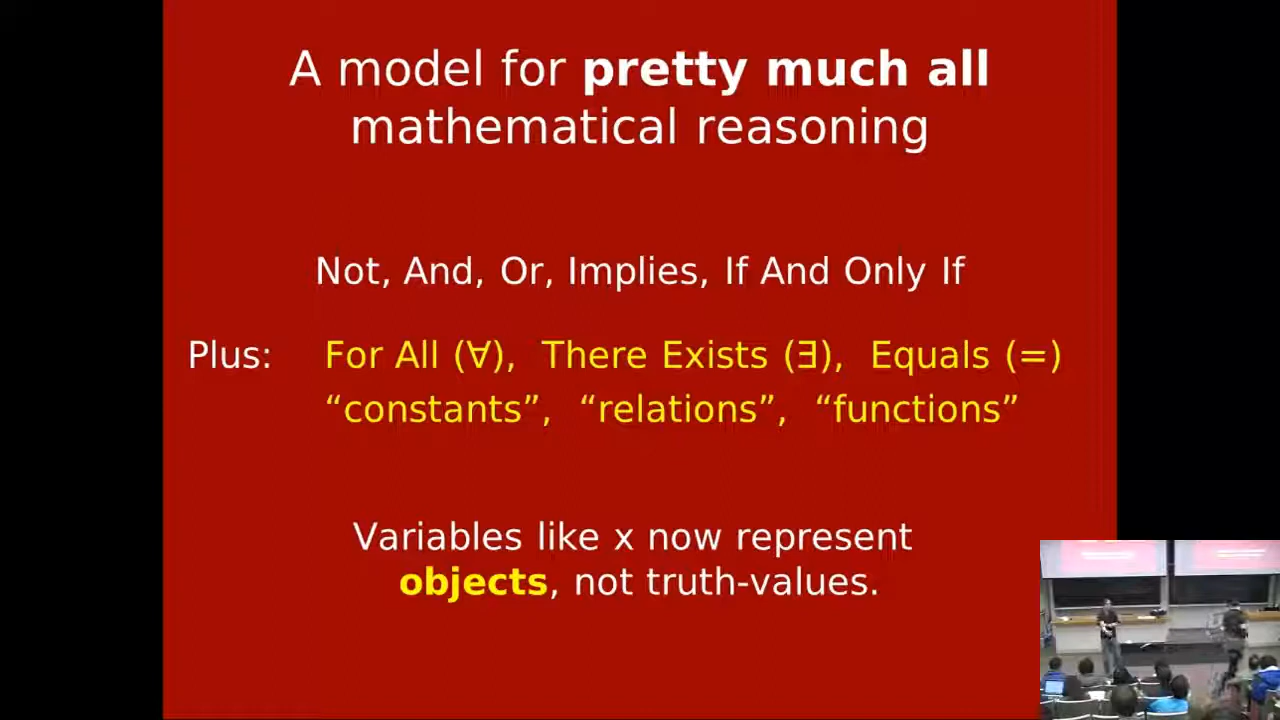 A model for pretty much all
mathematical reasoning
Not, And, Or, Implies, If And Only If
Plus: For All (∀), There Exists (∃), Equals (=)
“constants”, “relations”, “functions”
Variables like x now represent
objects, not truth-values.